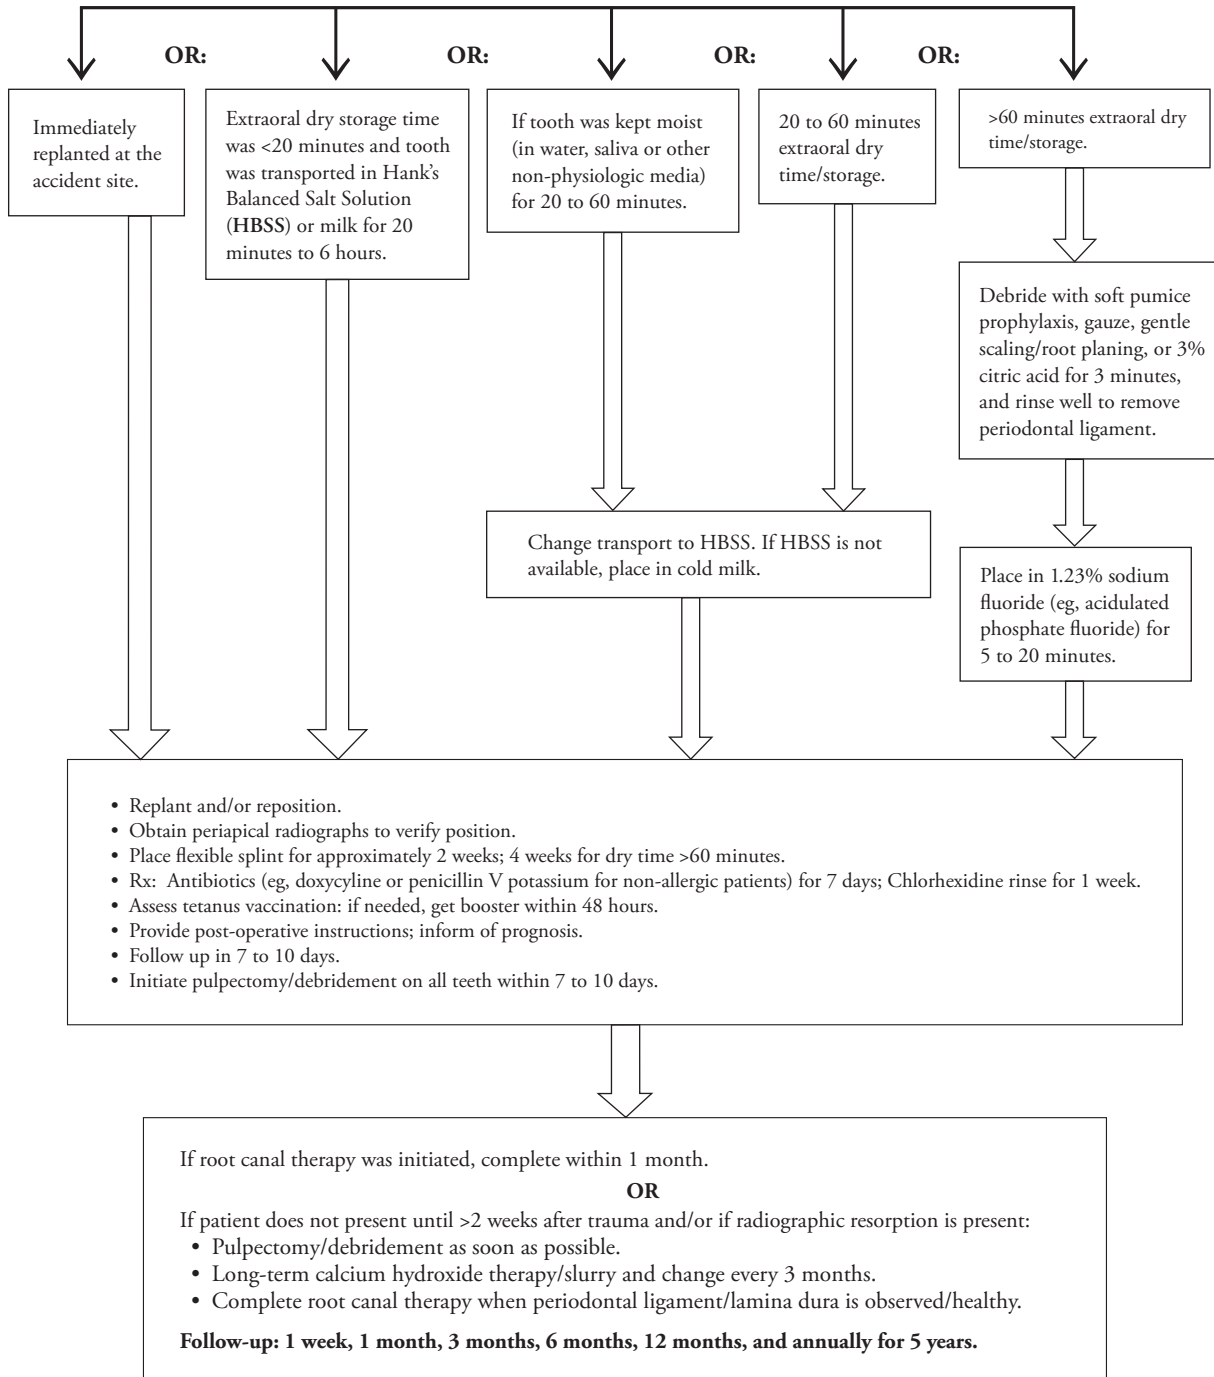 OR:
OR:
OR:
OR:
Immediately
replanted at the
accident site.
Extraoral dry storage time
was <20 minutes and tooth
was transported in Hank's
Balanced Salt Solution
(HBSS) or milk for 20
minutes to 6 hours.
If tooth was kept moist
(in water, saliva or other
non-physiologic media)
for 20 to 60 minutes.
20 to 60 minutes
extraoral dry
time/storage.
>60 minutes extraoral dry
time/storage.
Debride with soft pumice
prophylaxis, gauze, gentle
scaling/root planing, or 3%
citric acid for 3 minutes,
and rinse well to remove
periodontal ligament.
Change transport to HBSS. If HBSS is not
available, place in cold milk.
Place in 1.23% sodium
fluoride (eg, acidulated
phosphate fluoride) for
5 to 20 minutes.
• Replant and/or reposition.
• Obtain periapical radiographs to verify position.
• Place flexible splint for approximately 2 weeks; 4 weeks for dry time >60 minutes.
• Rx: Antibiotics (eg, doxycyline or penicillin V potassium for non-allergic patients) for 7 days; Chlorhexidine rinse for 1 week.
• Assess tetanus vaccination: if needed, get booster within 48 hours.
• Provide post-operative instructions; inform of prognosis.
• Follow up in 7 to 10 days.
• Initiate pulpectomy/debridement on all teeth within 7 to 10 days.
If root canal therapy was initiated, complete within 1 month.
OR
If patient does not present until >2 weeks after trauma and/or if radiographic resorption is present:
• Pulpectomy/debridement as soon as possible.
• Long-term calcium hydroxide therapy/slurry and change every 3 months.
• Complete root canal therapy when periodontal ligament/lamina dura is observed/healthy.
Follow-up: 1 week, 1 month, 3 months, 6 months, 12 months, and annually for 5 years.